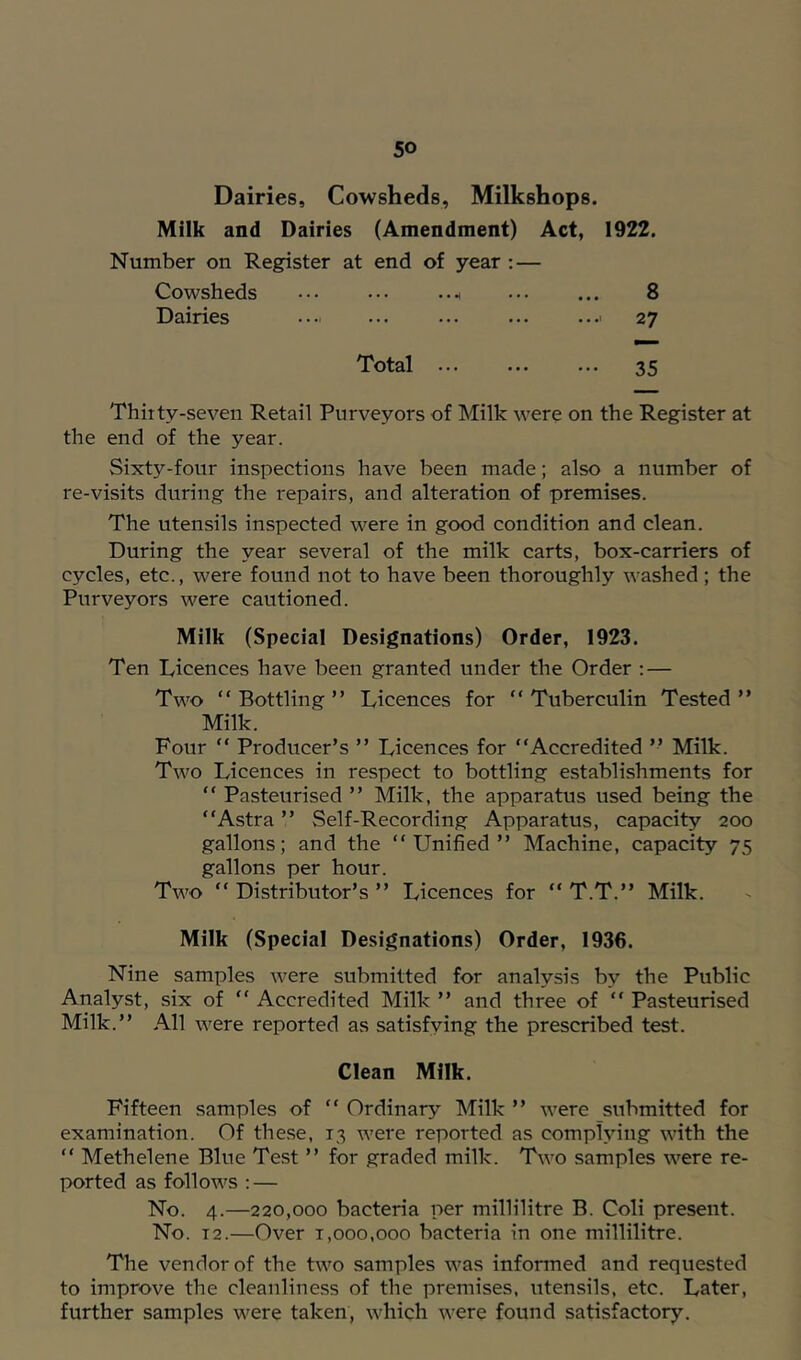 50
Dairies, Cowsheds, Milkshops.
Milk and Dairies (Amendment) Act, 1922.
Number on Register at end of year :—
Cowsheds ... ... ... ... ... 8
Dairies ... ... ... ... ... 27
Total ... ... ... 35
Thirty-seven Retail Purveyors of Milk were on the Register at
the end of the year.
Sixty-four inspections have been made; also a number of
re-visits during the repairs, and alteration of premises.
The utensils inspected were in good condition and clean.
During the year several of the milk carts, box-carriers of
cycles, etc., were found not to have been thoroughly washed ; the
Purveyors were cautioned.
Milk (Special Designations) Order, 1923.
Ten Licences have been granted under the Order :—
Two “ Bottling ” Licences for “ Tuberculin Tested ”
Milk.
Four “ Producer’s ” Licences for “Accredited ” Milk.
Two Licences in respect to bottling establishments for
“ Pasteurised ” Milk, the apparatus used being the
“Astra ” Self-Recording Apparatus, capacity 200
gallons; and the “ Unified ” Machine, capacity 75
gallons per hour.
Two “ Distributor’s ” Licences for “ T.T.” Milk.
Milk (Special Designations) Order, 1936.
Nine samples were submitted for analysis by the Public
Analyst, six of “ Accredited Milk ” and three of “ Pasteurised
Milk.” All were reported as satisfying the prescribed test.
Clean Milk.
Fifteen samples of “ Ordinary Milk ” were submitted for
examination. Of these, 13 were reported as complying with the
“ Methelene Blue Test ” for graded milk. Two samples were re-
ported as follows :—
No. 4.—220,000 bacteria per millilitre B. Coli present.
No. 12.—Over 1,000,000 bacteria in one millilitre.
The vendor of the two samples was informed and requested
to improve the cleanliness of the premises, utensils, etc. Later,
further samples were taken, which were found satisfactory.